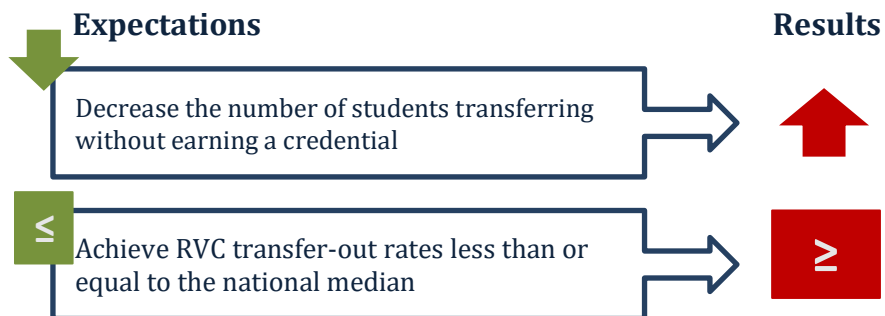 Expectations Results
Decrease the number of students transferring
without earning a credential
≤
Achieve RVC transfer-out rates less than or
equal to the national median
≥